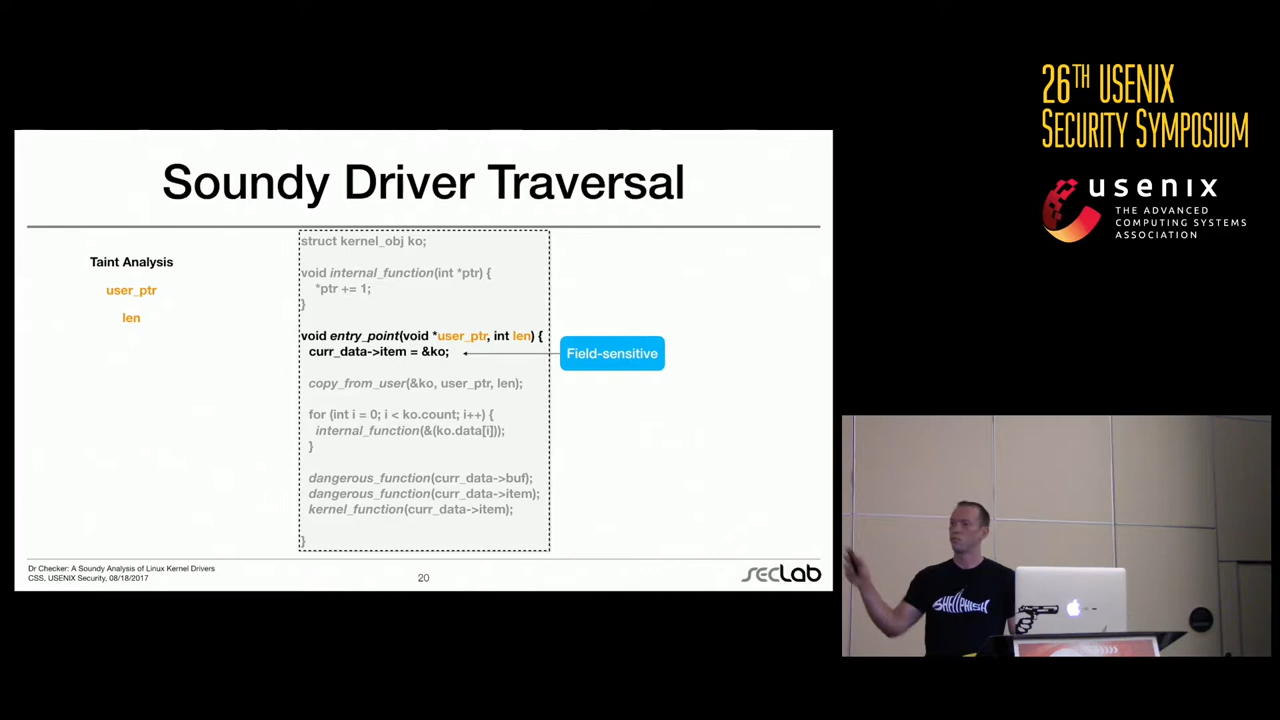 26TH USENIX
SECURITY SYMPOSIUM
usenix
THE ADVANCED
COMPUTING SYSTEMS
ASSOCIATION
Soundy Driver Traversal
Taint Analysis
user_ptr
len
struct kernel_obj ko;
void internal_function(int *ptr) {
*ptr += 1;
}
void entry_point(void *user_ptr, int len) {
curr_data->item = &ko;
Field-sensitive
copy_from_user(&ko, user_ptr, len);
for (int i = 0; i < ko.count; i++) {
internal_function(&(ko.data[i]));
}
dangerous_function(curr_data->buf);
dangerous_function(curr_data->item);
kernel_function(curr_data->item);
}
Dr Checker: A Soundy Analysis of Linux Kernel Drivers
CSS, USENIX Security, 08/18/2017
20
secLab
SHELLPHISH